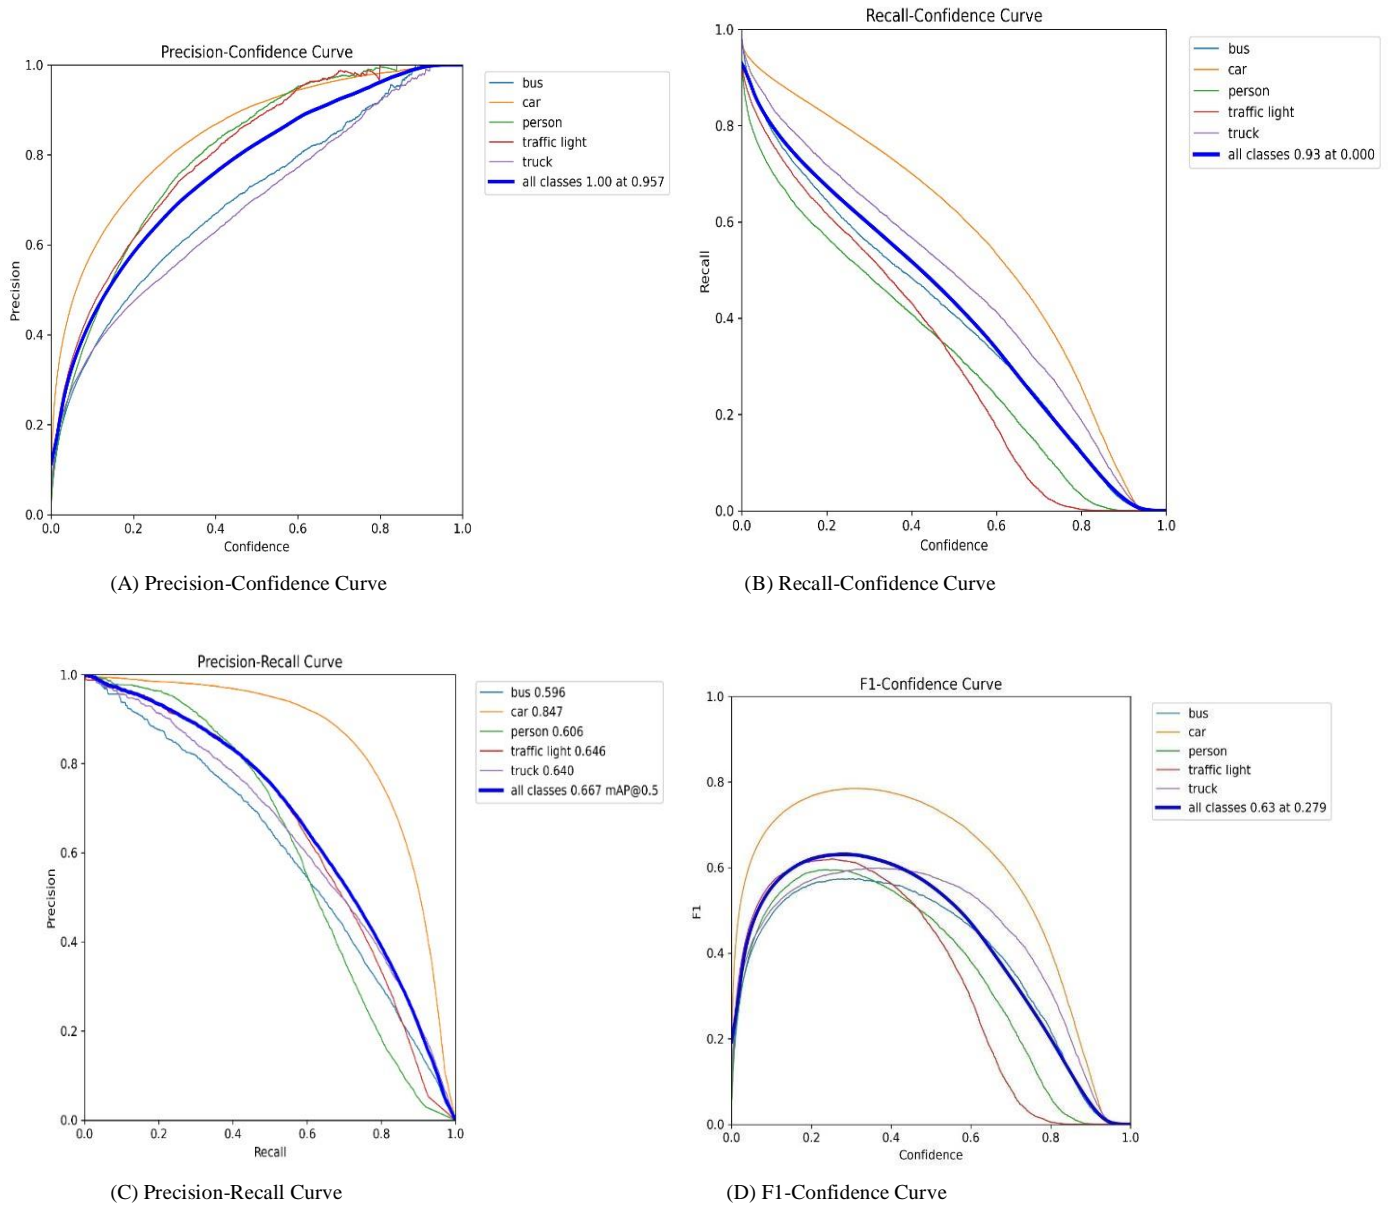 Precision-Confidence Curve
1.0
0.8
0.6
0.4
0.2
0.0
Precision
0.0 0.2 0.4 0.6 0.8 1.0
Confidence
bus
car
person
traffic light
truck
all classes 1.00 at 0.957
(A) Precision-Confidence Curve
Recall-Confidence Curve
1.0
0.8
0.6
0.4
0.2
0.0
Recall
0.0 0.2 0.4 0.6 0.8 1.0
Confidence
bus
car
person
traffic light
truck
all classes 0.93 at 0.000
(B) Recall-Confidence Curve
Precision-Recall Curve
1.0
0.8
0.6
0.4
0.2
0.0
Precision
0.0 0.2 0.4 0.6 0.8 1.0
Recall
bus 0.596
car 0.847
person 0.606
traffic light 0.646
truck 0.640
all classes 0.667 mAP@0.5
(C) Precision-Recall Curve
F1-Confidence Curve
1.0
0.8
0.6
0.4
0.2
0.0
F1
0.0 0.2 0.4 0.6 0.8 1.0
Confidence
bus
car
person
traffic light
truck
all classes 0.63 at 0.279
(D) F1-Confidence Curve